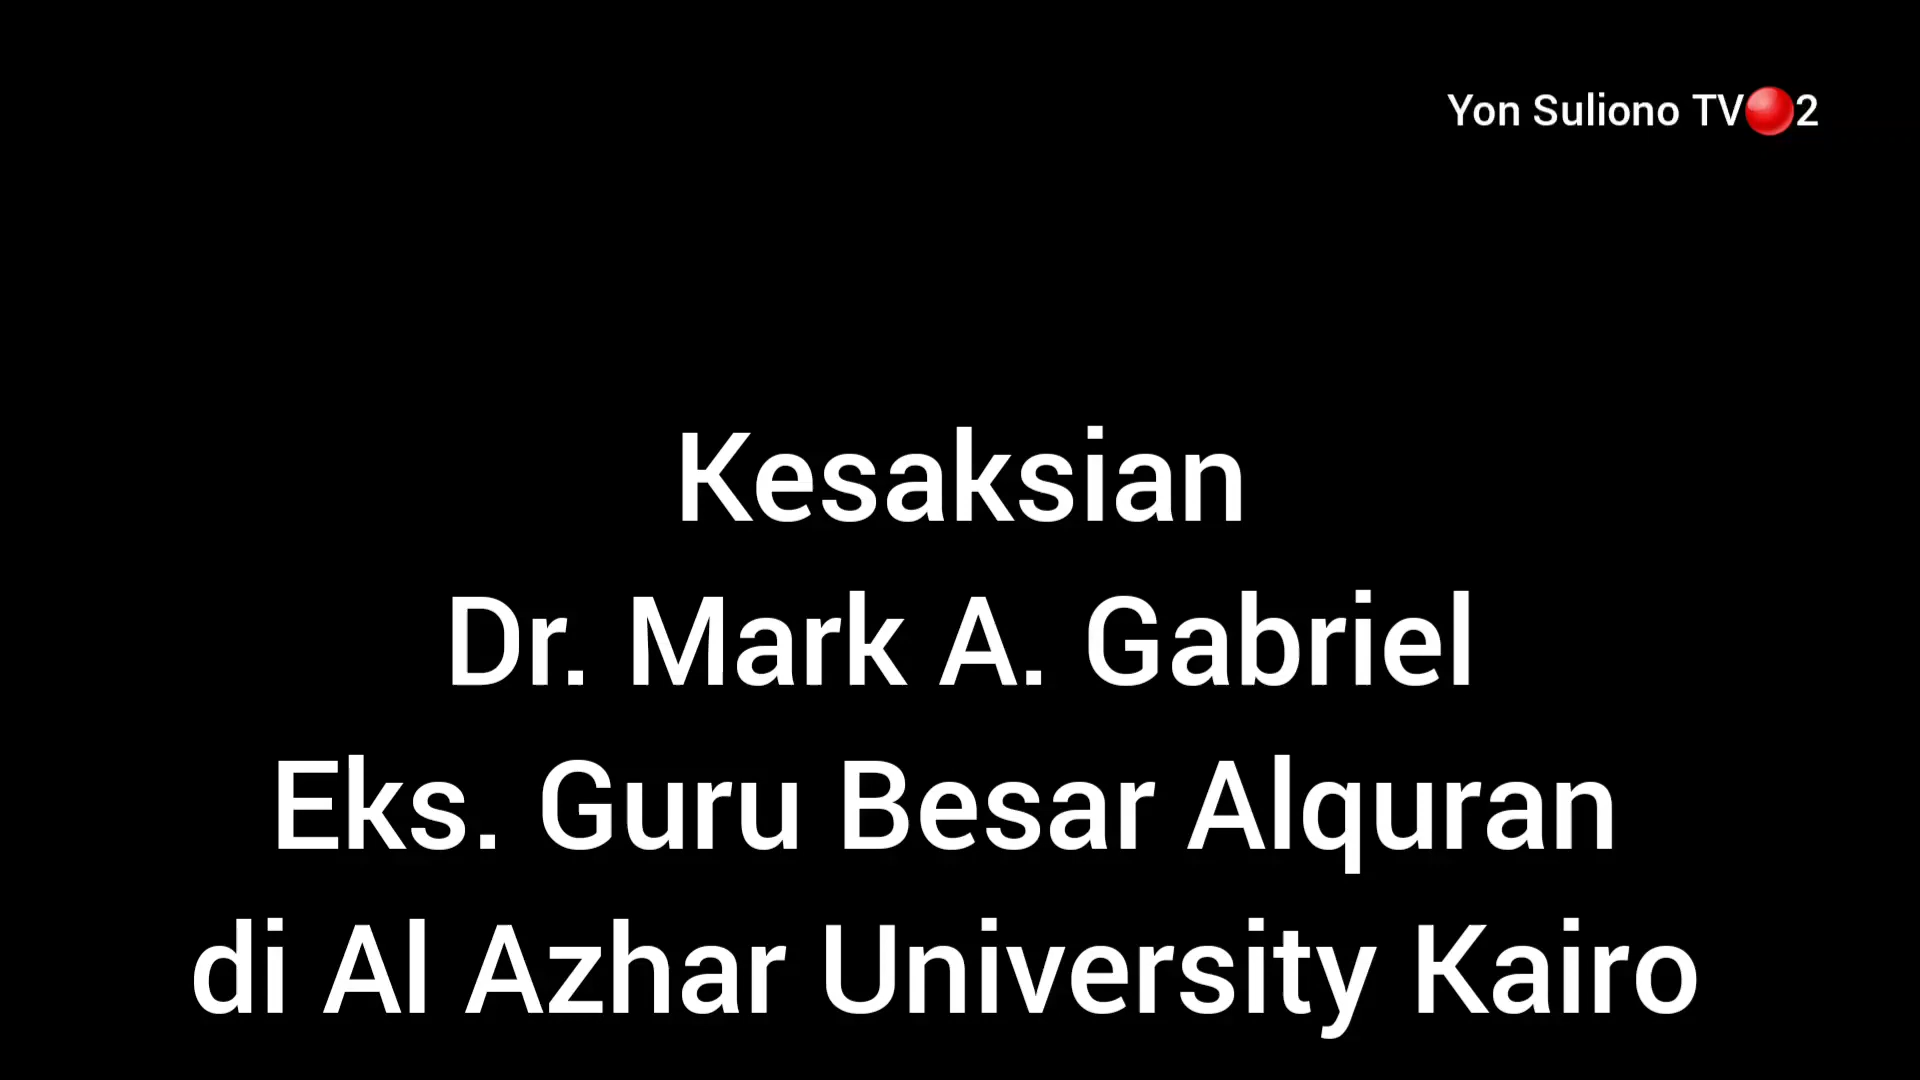 Yon Suliono TV🔴2
Kesaksian
Dr. Mark A. Gabriel
Eks. Guru Besar Alquran
di Al Azhar University Kairo